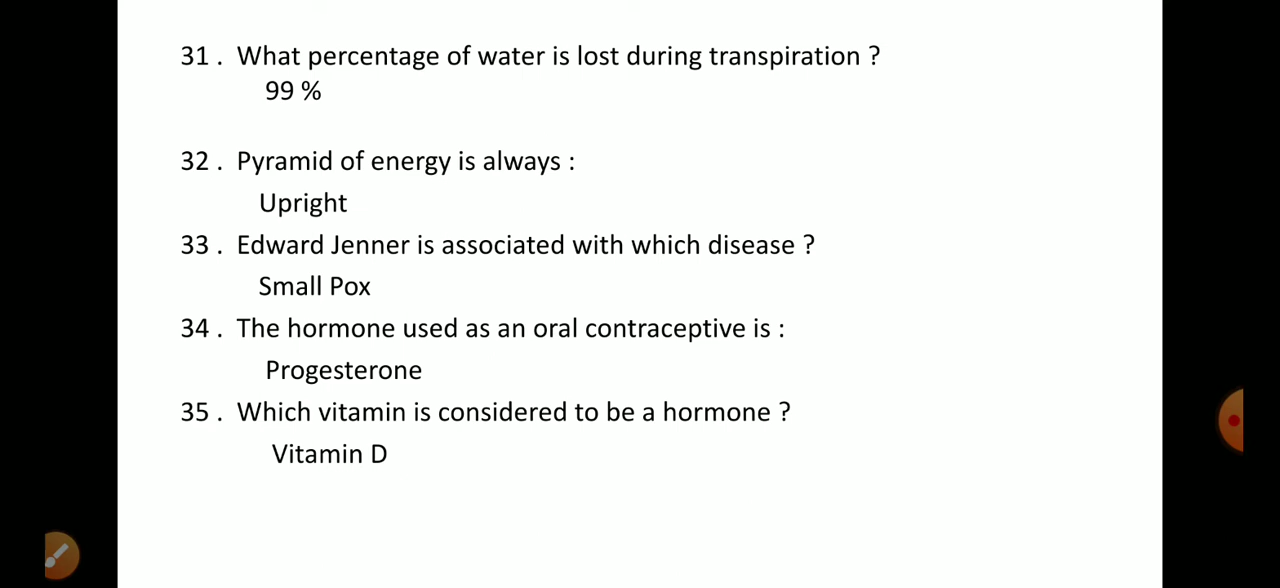 31 . What percentage of water is lost during transpiration ?
99 %
32 . Pyramid of energy is always :
Upright
33 . Edward Jenner is associated with which disease ?
Small Pox
34 . The hormone used as an oral contraceptive is :
Progesterone
35 . Which vitamin is considered to be a hormone ?
Vitamin D